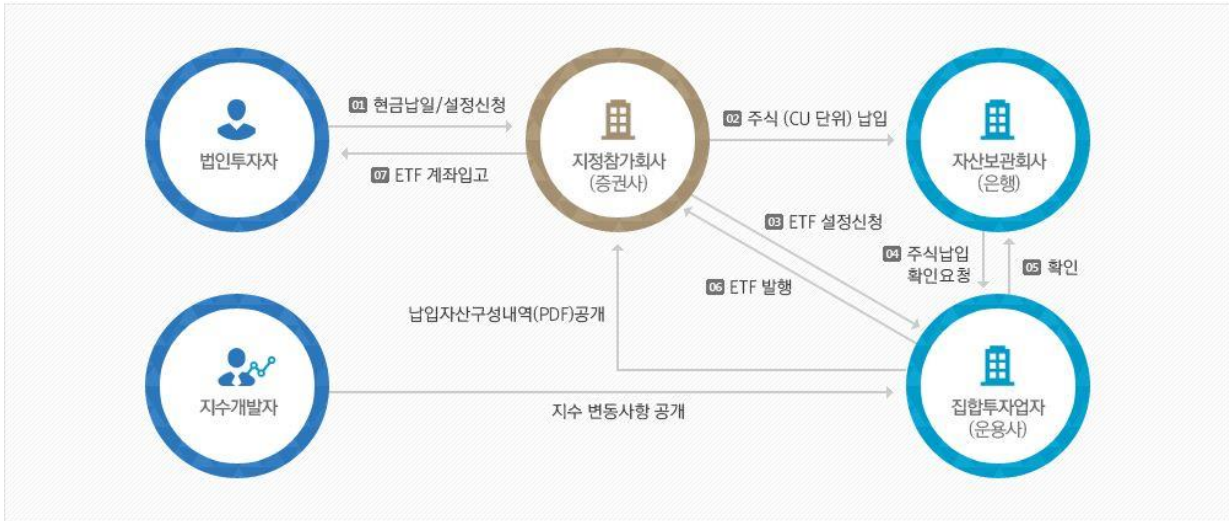 01 현금납일/설정신청
02 주식 (CU 단위) 납입
법인투자자
지정참가회사
(증권사)
자산보관회사
(은행)
07 ETF 계좌입고
03 ETF 설정신청
04 주식납입
확인요청
05 확인
06 ETF 발행
납입자산구성내역(PDF)공개
지수개발자
지수 변동사항 공개
집합투자업자
(운용사)